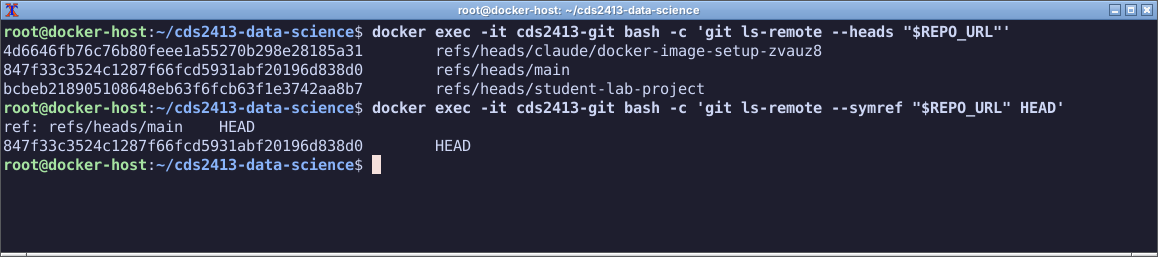 root@docker-host: ~/cds2413-data-science
root@docker-host:~/cds2413-data-science$ docker exec -it cds2413-git bash -c 'git ls-remote --heads "$REPO_URL"'
4d6646fb76c76b80feee1a55270b298e28185a31        refs/heads/claude/docker-image-setup-zvauz8
847f33c3524c1287f66fcd5931abf20196d838d0        refs/heads/main
bcbeb218905108648eb63f6fcb63f1e3742aa8b7        refs/heads/student-lab-project
root@docker-host:~/cds2413-data-science$ docker exec -it cds2413-git bash -c 'git ls-remote --symref "$REPO_URL" HEAD'
ref: refs/heads/main    HEAD
847f33c3524c1287f66fcd5931abf20196d838d0        HEAD
root@docker-host:~/cds2413-data-science$